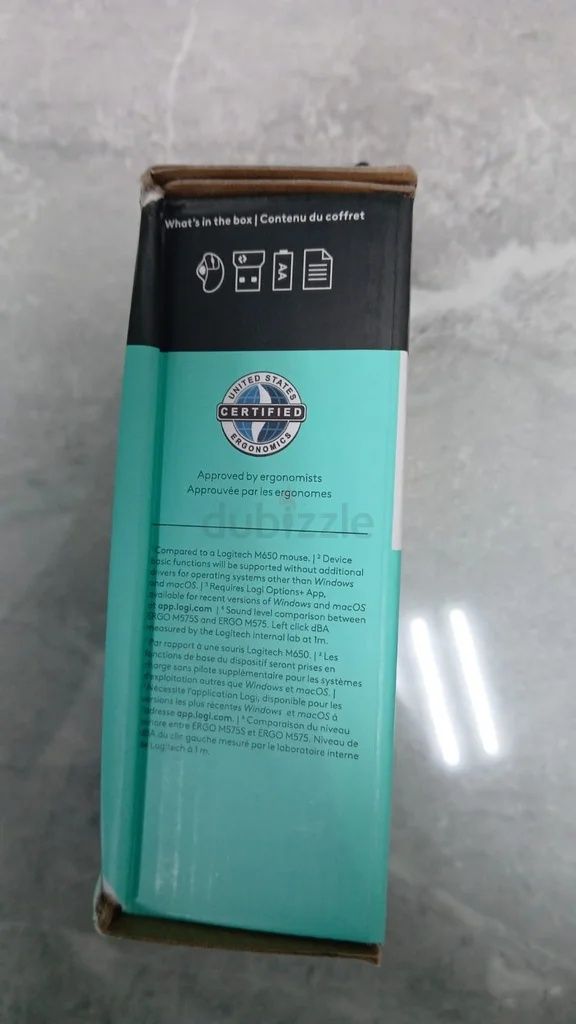 What's in the box | Contenu du coffret
AA
UNITED STATES
CERTIFIED
ERGONOMICS
Approved by ergonomists
Approuvée par les ergonomes
dubizzle
Compared to a Logitech M650 mouse. | ² Device
basic functions will be supported without additional
drivers for operating systems other than Windows
and macOS. | ³ Requires Logi Options+ App,
available for recent versions of Windows and macOS
at app.logi.com | ⁴ Sound level comparison between
ERGO M575S and ERGO M575. Left click dBA
measured by the Logitech internal lab at 1m.
Par rapport à une souris Logitech M650. | ² Les
fonctions de base du dispositif seront prises en
charge sans pilote supplémentaire pour les systèmes
d'exploitation autres que Windows et macOS. |
Nécessite l'application Logi, disponible pour les
versions les plus récentes Windows et macOS à
l'adresse app.logi.com. | ⁴ Comparaison du niveau
sonore entre ERGO M575S et ERGO M575. Niveau de
dBA du clic gauche mesuré par le laboratoire interne
de Logitech à 1 m.